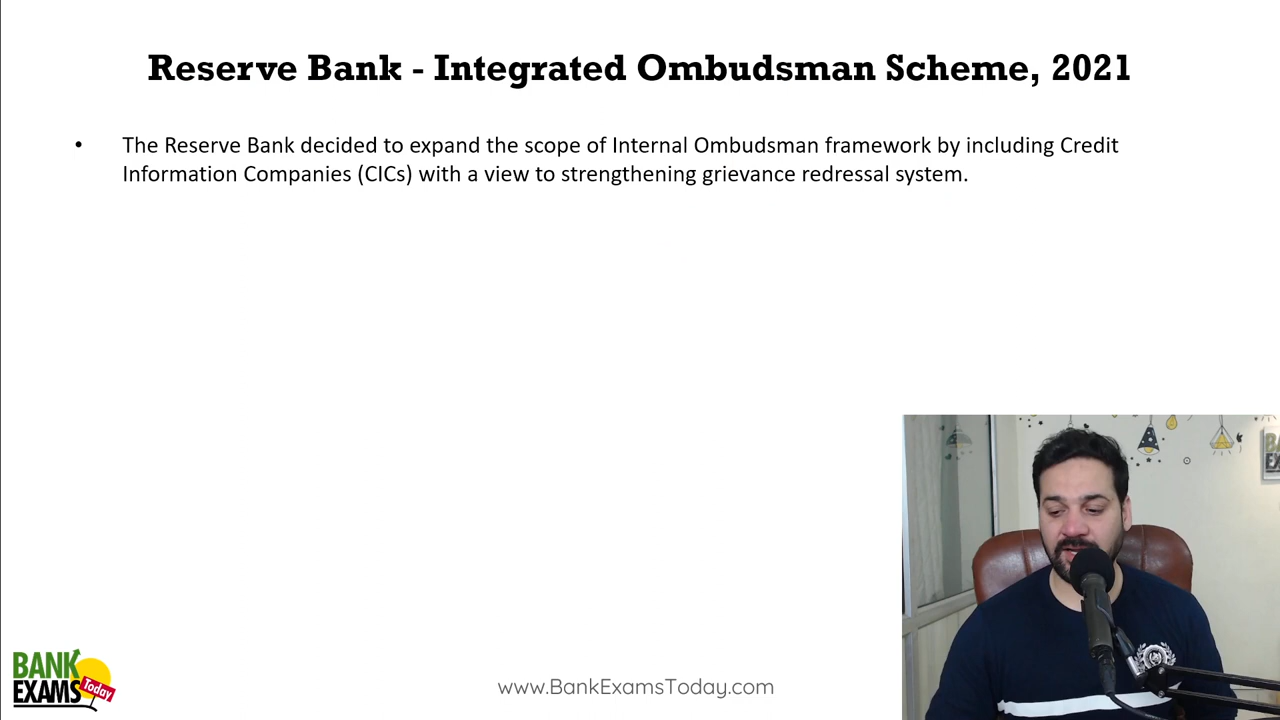 Reserve Bank - Integrated Ombudsman Scheme, 2021
• The Reserve Bank decided to expand the scope of Internal Ombudsman framework by including Credit
Information Companies (CICs) with a view to strengthening grievance redressal system.
BANK
EXAMS
Today
www.BankExamsToday.com